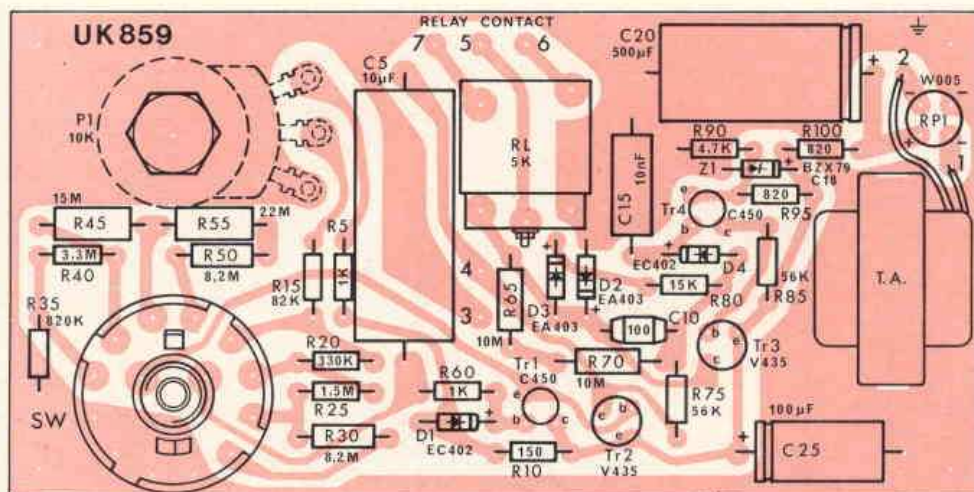 UK859
RELAY CONTACT
7 5 6
C5
10µF
C20
500µF
+ 2
W005
RP1
+
1
P1
10K
RL
5K
10nF
C15
R90
4.7K
R100
820
Z1
+
BZX79
C18
820
R95
e
Tr4
C450
b c
15M
R45
R55
22M
R5
3.3M
R40
R50
8,2M
R15
82K
1K
4
3
R65
10M
+
D3
EA403
D2
EA403
+
+
EC402
D4
15K
R80
56K
R85
T.A.
R35
820K
100
C10
b
e
c
Tr3
V435
R20
330K
1,5M
R25
R30
8,2M
R60
1K
+
D1
EC402
Tr1
C450
e
b c
R70
10M
150
R10
c b
e
Tr2
V435
R75
56K
100µF
+
C25
SW